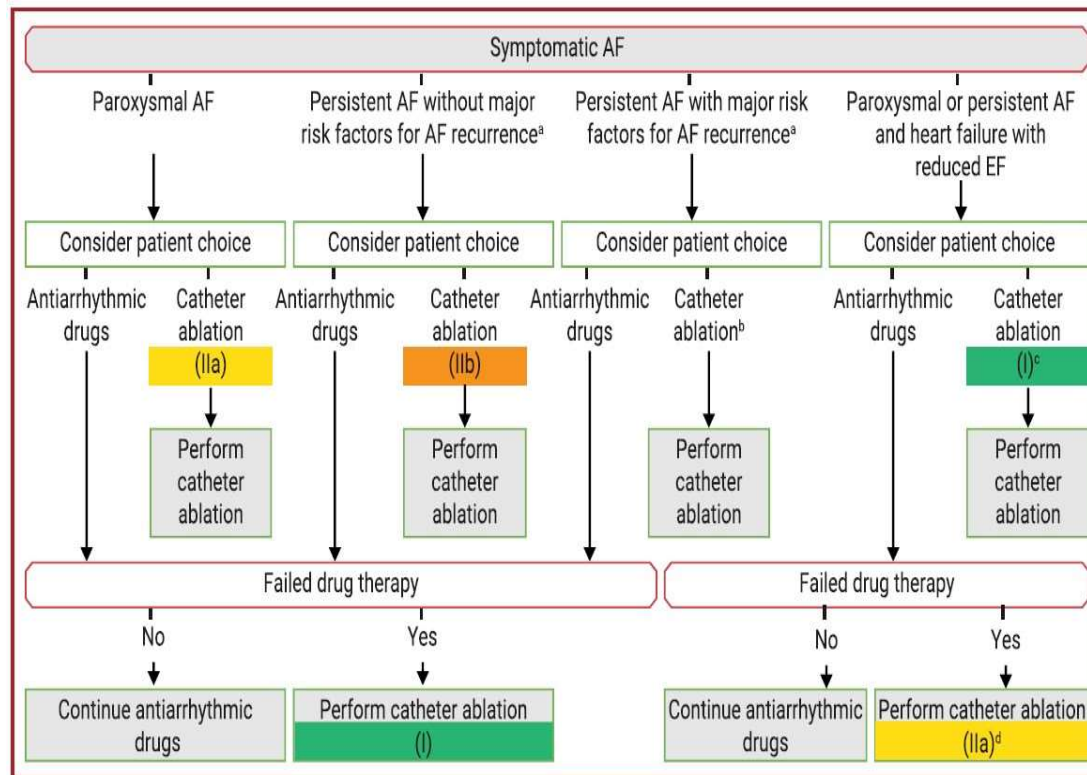 Symptomatic AF
Paroxysmal AF
Persistent AF without major
risk factors for AF recurrenceᵃ
Persistent AF with major risk
factors for AF recurrenceᵃ
Paroxysmal or persistent AF
and heart failure with
reduced EF
Consider patient choice
Consider patient choice
Consider patient choice
Consider patient choice
Antiarrhythmic
drugs
Catheter
ablation
(IIa)
Antiarrhythmic
drugs
Catheter
ablation
(IIb)
Antiarrhythmic
drugs
Catheter
ablationᵇ
Antiarrhythmic
drugs
Catheter
ablation
(I)ᶜ
Perform
catheter
ablation
Perform
catheter
ablation
Perform
catheter
ablation
Perform
catheter
ablation
Failed drug therapy
Failed drug therapy
No
Yes
No
Yes
Continue antiarrhythmic
drugs
Perform catheter ablation
(I)
Continue antiarrhythmic
drugs
Perform catheter ablation
(IIa)ᵈ